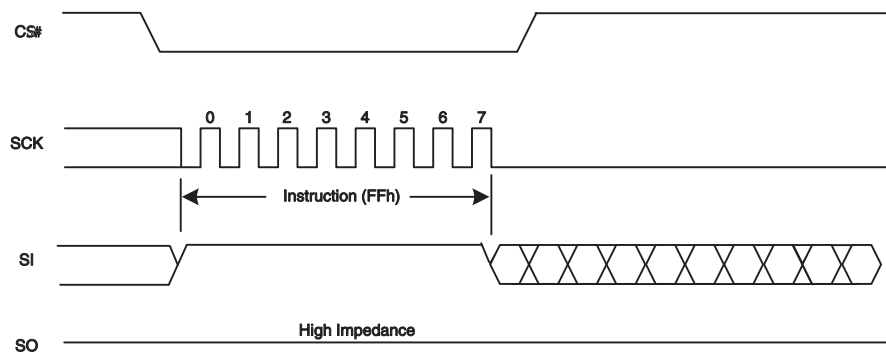 CS#
0 1 2 3 4 5 6 7
SCK
Instruction (FFh)
SI
High Impedance
SO